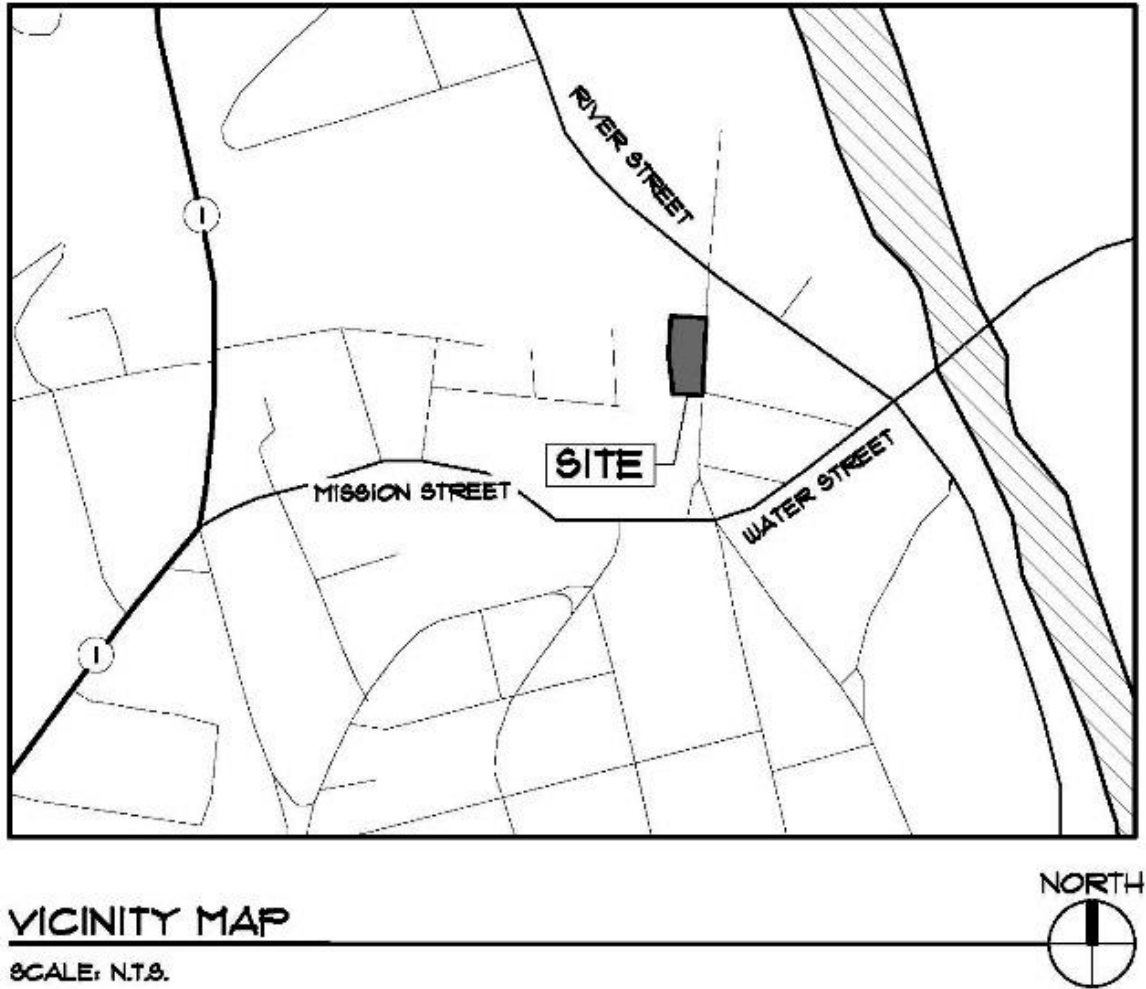 1
RIVER STREET
SITE
MISSION STREET
WATER STREET
1
NORTH
VICINITY MAP
SCALE: N.T.S.